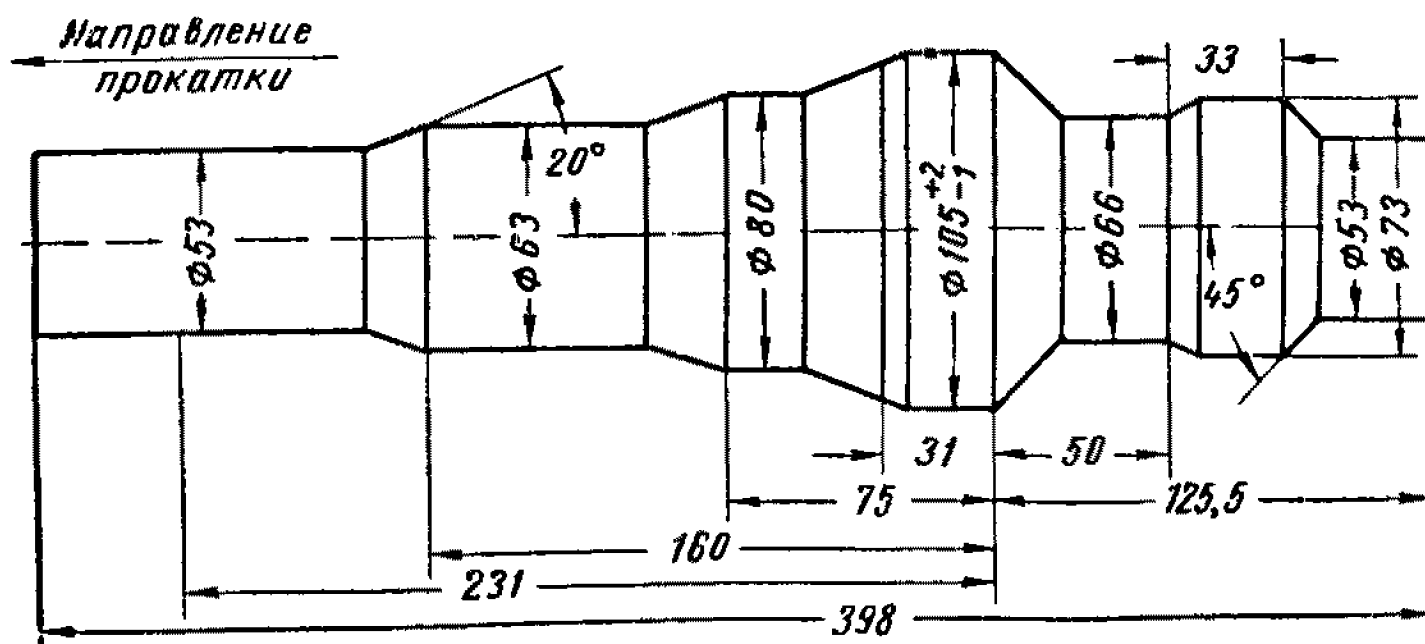 Направление
прокатки
33
20°
ф53
ф63
ф80
ф105+2-1
ф66
ф53
ф73
45°
31
50
75
125,5
160
231
398